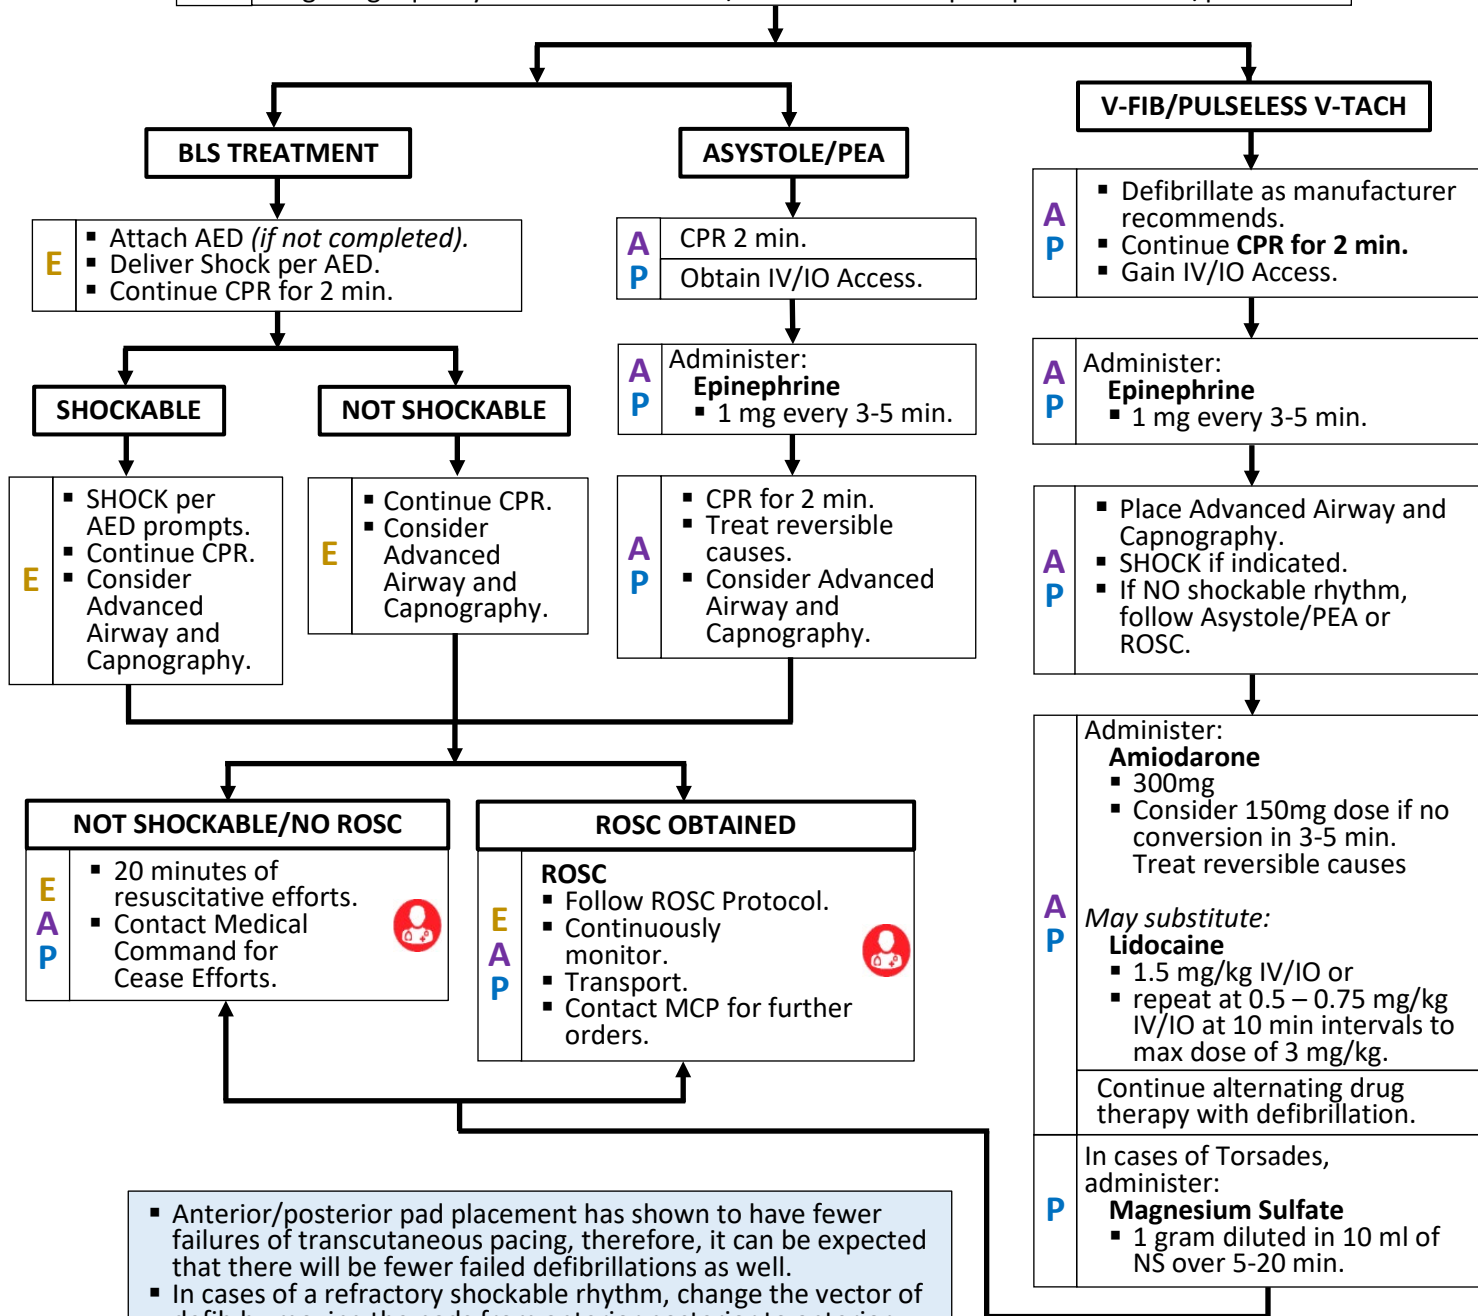 V-FIB/PULSELESS V-TACH
BLS TREATMENT
ASYSTOLE/PEA
E
▪ Attach AED (if not completed).
▪ Deliver Shock per AED.
▪ Continue CPR for 2 min.
A
P
CPR 2 min.
Obtain IV/IO Access.
A
P
▪ Defibrillate as manufacturer
recommends.
▪ Continue CPR for 2 min.
▪ Gain IV/IO Access.
SHOCKABLE
NOT SHOCKABLE
A
P
Administer:
Epinephrine
▪ 1 mg every 3-5 min.
A
P
Administer:
Epinephrine
▪ 1 mg every 3-5 min.
E
▪ SHOCK per
AED prompts.
▪ Continue CPR.
▪ Consider
Advanced
Airway and
Capnography.
E
▪ Continue CPR.
▪ Consider
Advanced
Airway and
Capnography.
A
P
▪ CPR for 2 min.
▪ Treat reversible
causes.
▪ Consider Advanced
Airway and
Capnography.
A
P
▪ Place Advanced Airway and
Capnography.
▪ SHOCK if indicated.
▪ If NO shockable rhythm,
follow Asystole/PEA or
ROSC.
NOT SHOCKABLE/NO ROSC
E
A
P
▪ 20 minutes of
resuscitative efforts.
▪ Contact Medical
Command for
Cease Efforts.
ROSC OBTAINED
E
A
P
ROSC
▪ Follow ROSC Protocol.
▪ Continuously
monitor.
▪ Transport.
▪ Contact MCP for further
orders.
A
P
Administer:
Amiodarone
▪ 300mg
▪ Consider 150mg dose if no
conversion in 3-5 min.
Treat reversible causes
May substitute:
Lidocaine
▪ 1.5 mg/kg IV/IO or
▪ repeat at 0.5 – 0.75 mg/kg
IV/IO at 10 min intervals to
max dose of 3 mg/kg.
Continue alternating drug
therapy with defibrillation.
P
In cases of Torsades,
administer:
Magnesium Sulfate
▪ 1 gram diluted in 10 ml of
NS over 5-20 min.
▪ Anterior/posterior pad placement has shown to have fewer
failures of transcutaneous pacing, therefore, it can be expected
that there will be fewer failed defibrillations as well.
▪ In cases of a refractory shockable rhythm, change the vector of